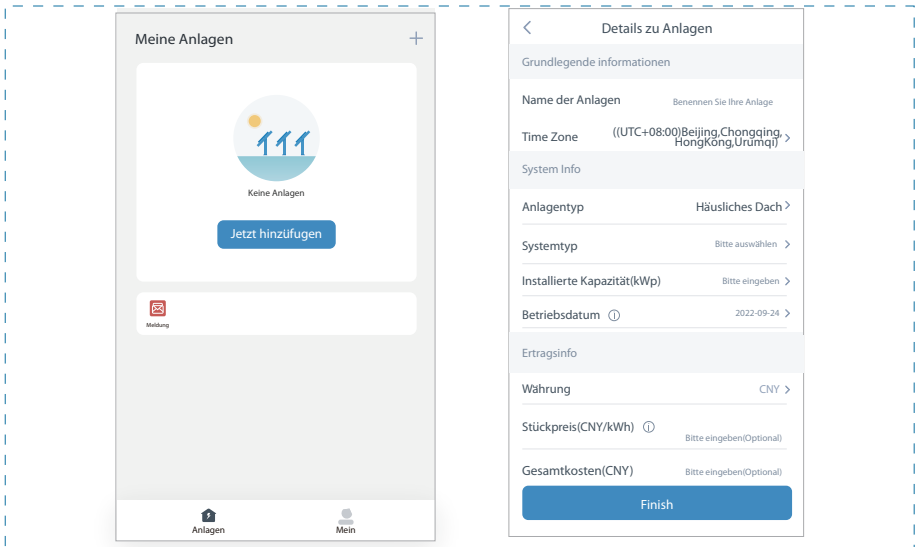 Meine Anlagen
Keine Anlagen
Jetzt hinzufügen
Meldung
Anlagen
Mein
Details zu Anlagen
Grundlegende informationen
Name der Anlagen Benennen Sie Ihre Anlage
Time Zone ((UTC+08:00)Beijing,Chongqing,
HongKong,Urumqi)
System Info
Anlagentyp Häusliches Dach
Systemtyp Bitte auswählen
Installierte Kapazität(kWp) Bitte eingeben
Betriebsdatum 2022-09-24
Ertragsinfo
Währung CNY
Stückpreis(CNY/kWh)
Bitte eingeben(Optional)
Gesamtkosten(CNY) Bitte eingeben(Optional)
Finish